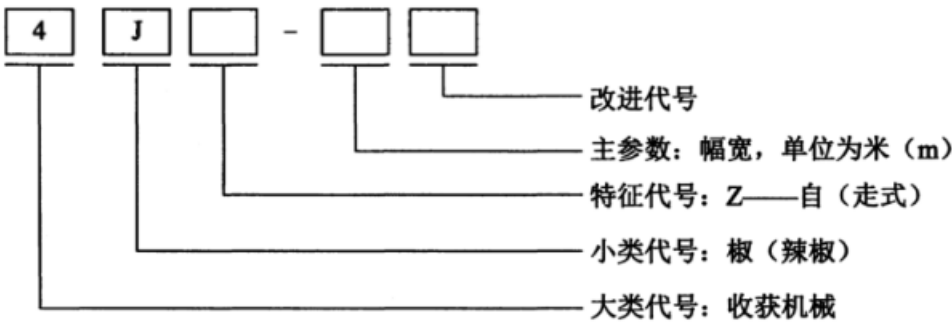 4 J -
改进代号
主参数：幅宽，单位为米（m）
特征代号：Z——自（走式）
小类代号：椒（辣椒）
大类代号：收获机械